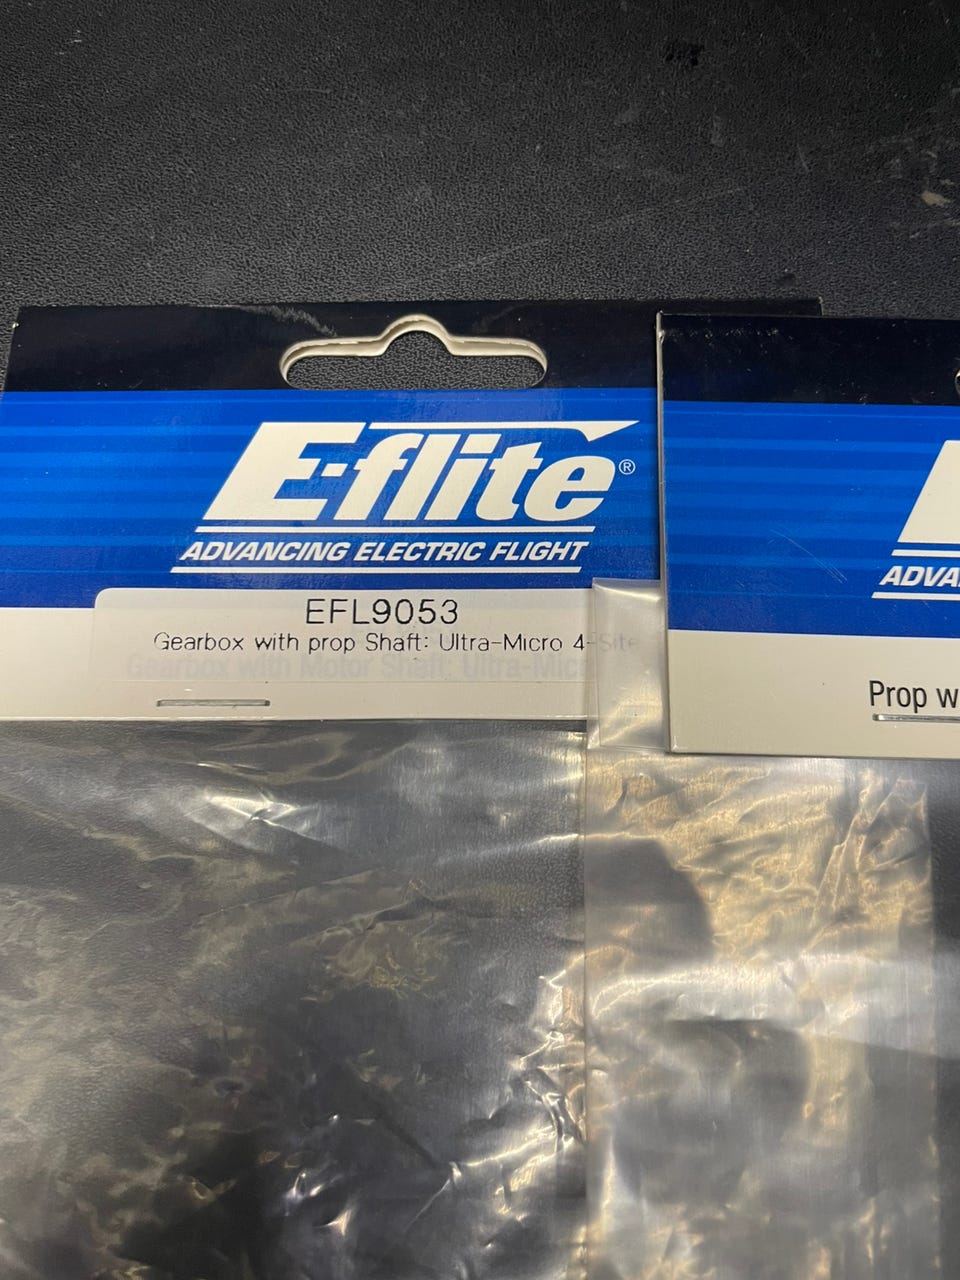 E-flite®
ADVANCING ELECTRIC FLIGHT
EFL9053
Gearbox with prop Shaft: Ultra-Micro 4-Site
Gearbox with Motor Shaft: Ultra-Micro
ADVA
Prop w